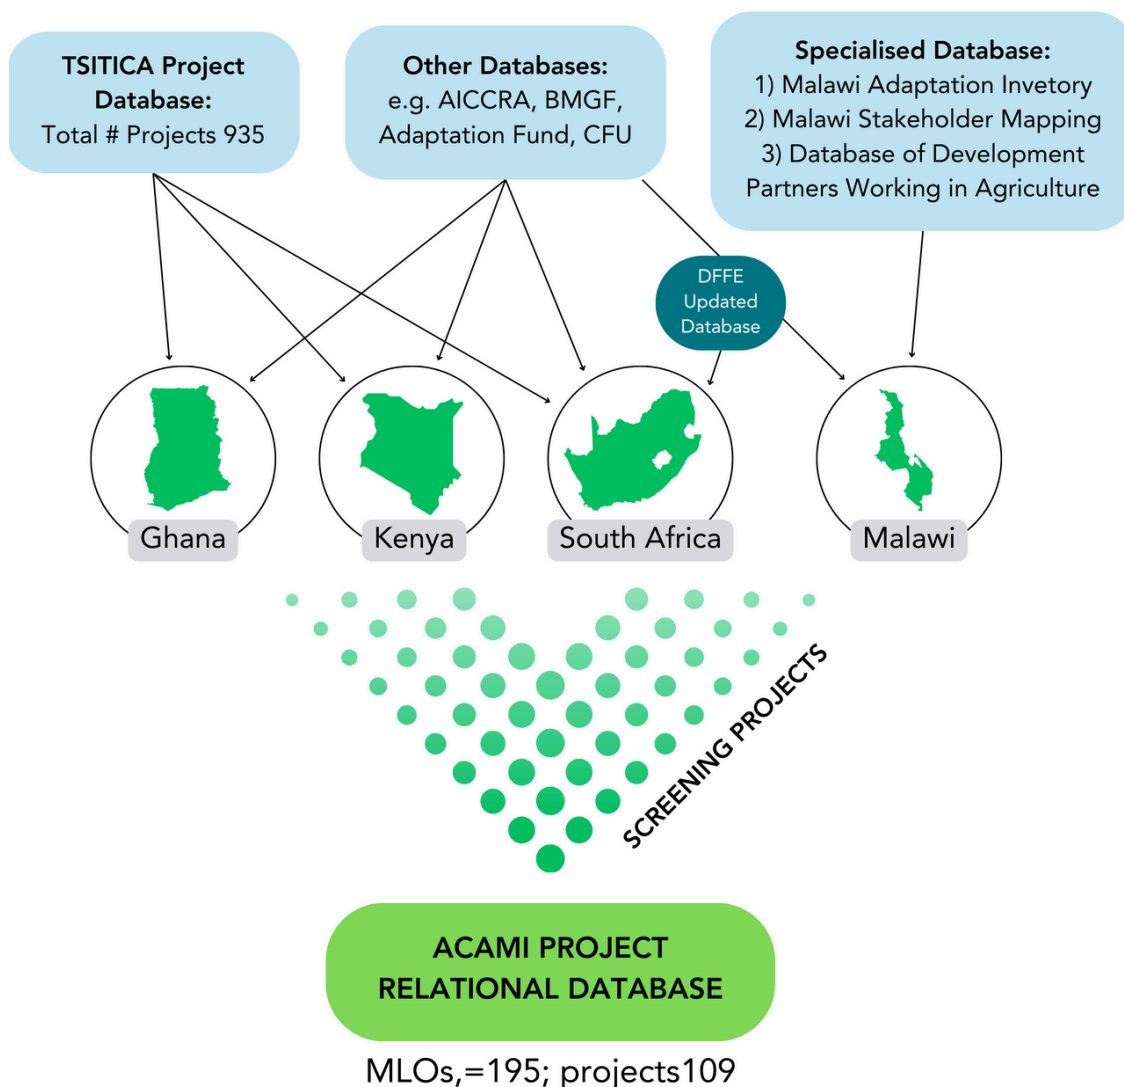 TSITICA Project
Database:
Total # Projects 935
Other Databases:
e.g. AICCRA, BMGF,
Adaptation Fund, CFU
Specialised Database:
1) Malawi Adaptation Invetory
2) Malawi Stakeholder Mapping
3) Database of Development
Partners Working in Agriculture
DFFE
Updated
Database
Ghana
Kenya
South Africa
Malawi
SCREENING PROJECTS
ACAMI PROJECT
RELATIONAL DATABASE
MLOs,=195; projects109